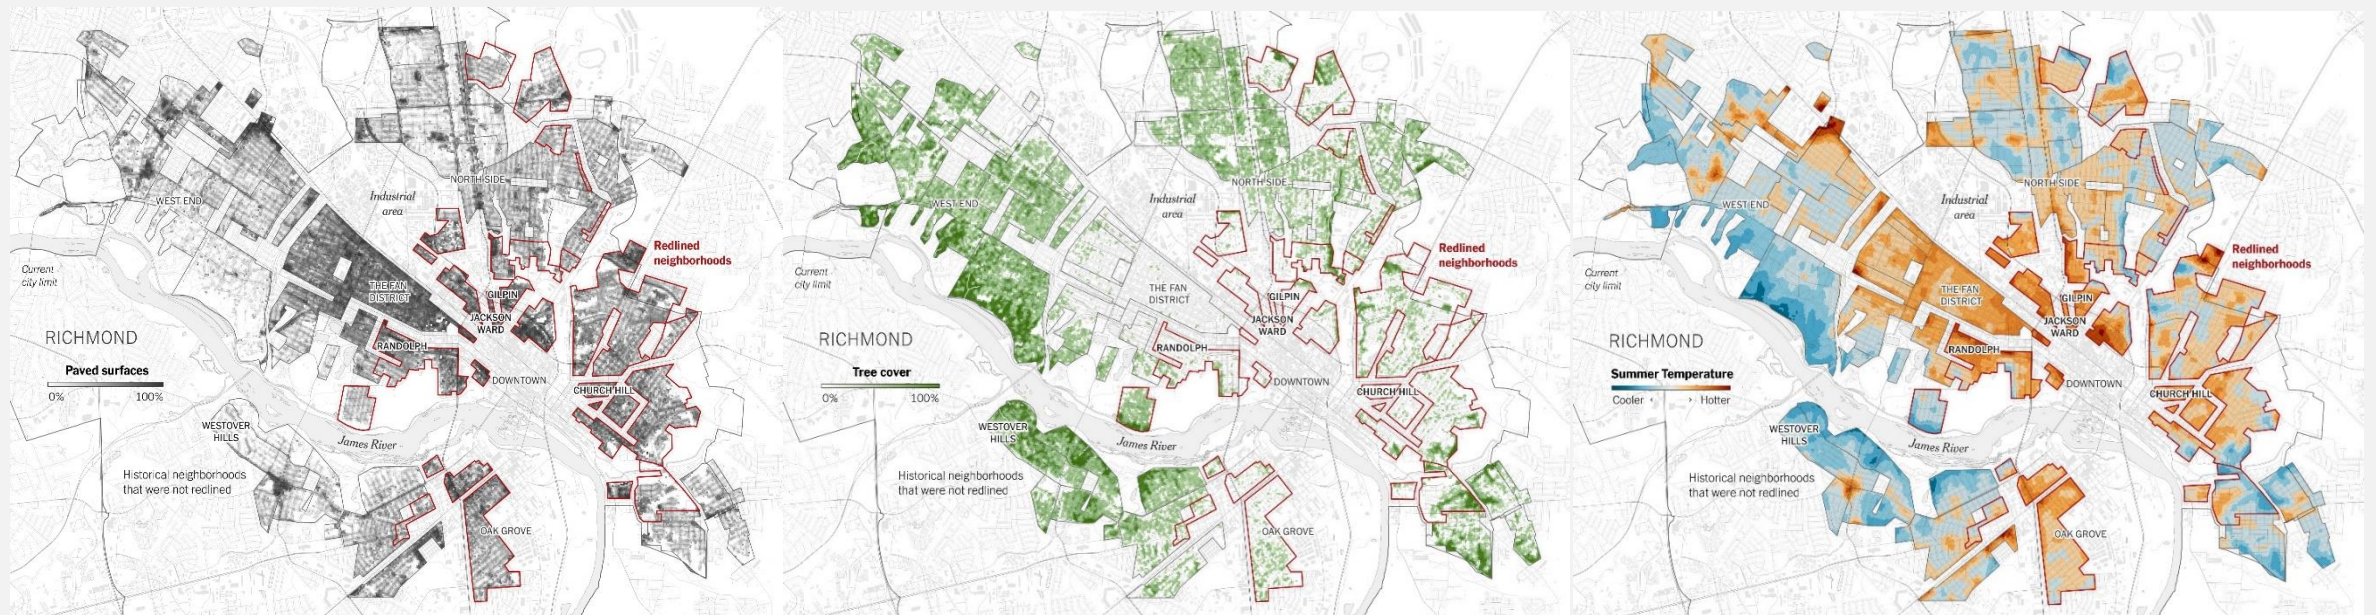 NORTH SIDE
Industrial
area
WEST END
Redlined
neighborhoods
Current
city limit
THE FAN
DISTRICT
GILPIN
JACKSON
WARD
RICHMOND
RANDOLPH
Paved surfaces
0%
100%
DOWNTOWN
CHURCH HILL
WESTOVER
HILLS
James River
Historical neighborhoods
that were not redlined
OAK GROVE
NORTH SIDE
Industrial
area
WEST END
Redlined
neighborhoods
Current
city limit
THE FAN
DISTRICT
GILPIN
JACKSON
WARD
RICHMOND
RANDOLPH
Tree cover
0%
100%
DOWNTOWN
CHURCH HILL
WESTOVER
HILLS
James River
Historical neighborhoods
that were not redlined
OAK GROVE
NORTH SIDE
Industrial
area
WEST END
Redlined
neighborhoods
Current
city limit
THE FAN
DISTRICT
GILPIN
JACKSON
WARD
RICHMOND
RANDOLPH
Summer Temperature
Cooler
Hotter
DOWNTOWN
CHURCH HILL
WESTOVER
HILLS
James River
Historical neighborhoods
that were not redlined
OAK GROVE